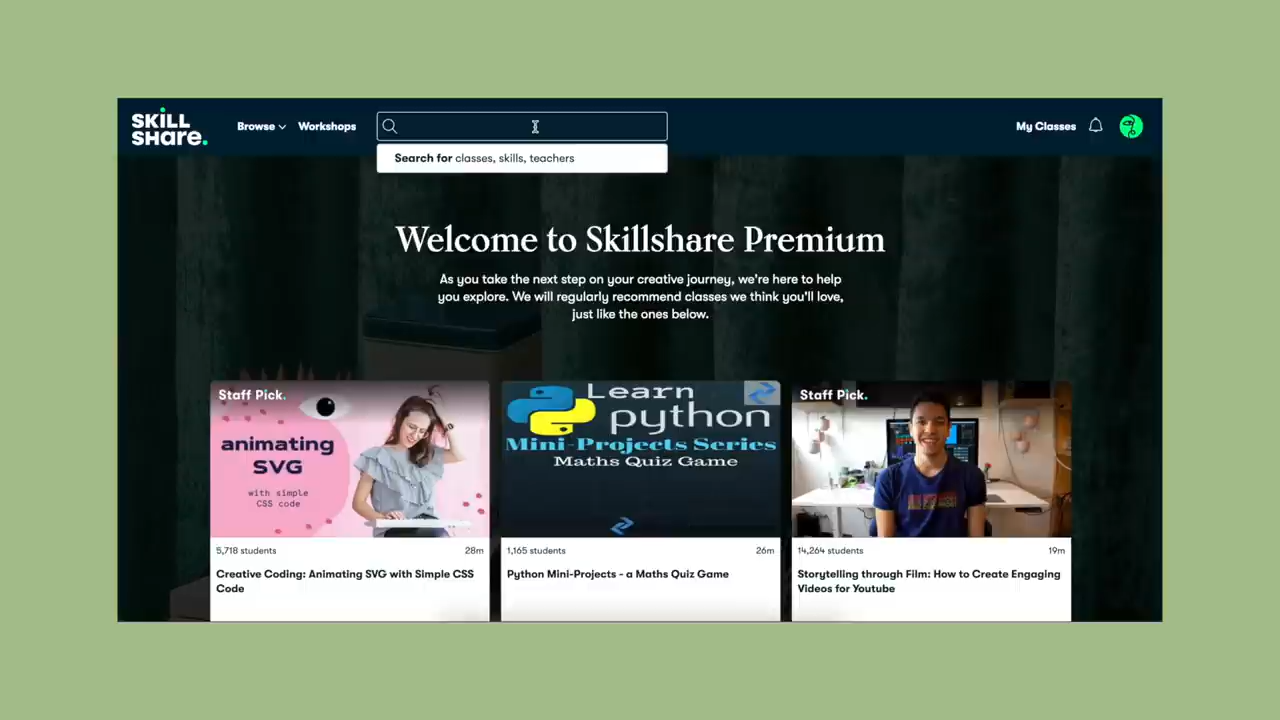 SKILL
SHare.
Browse
Workshops
My Classes
Search for classes, skills, teachers
Welcome to Skillshare Premium
As you take the next step on your creative journey, we're here to help
you explore. We will regularly recommend classes we think you'll love,
just like the ones below.
Staff Pick.
animating
SVG
with simple
CSS code
5,718 students
28m
Creative Coding: Animating SVG with Simple CSS
Code
Learn
python
Mini-Projects Series
Maths Quiz Game
1,165 students
26m
Python Mini-Projects - a Maths Quiz Game
Staff Pick.
14,264 students
19m
Storytelling through Film: How to Create Engaging
Videos for Youtube